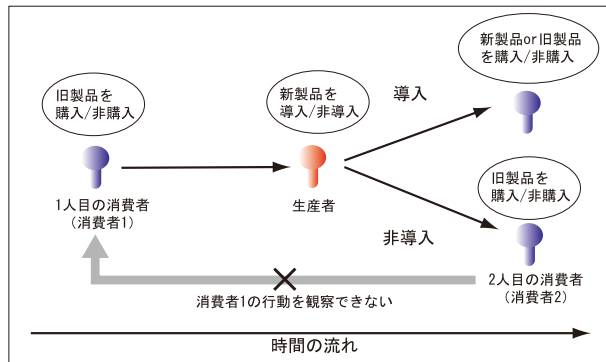 旧製品を
購入/非購入
1人目の消費者
(消費者1)
新製品を
導入/非導入
生産者
導入
非導入
新製品or旧製品
を購入/非購入
旧製品を
購入/非購入
2人目の消費者
(消費者2)
消費者1の行動を観察できない
時間の流れ